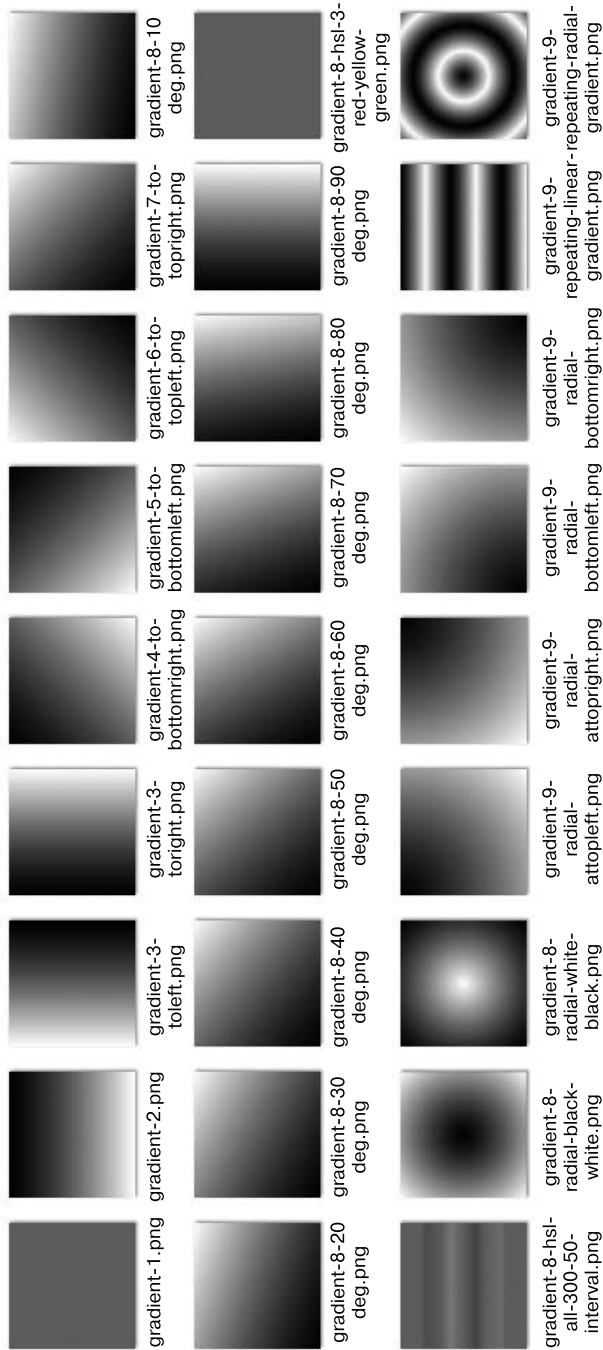 gradient-1.png
gradient-2.png
gradient-3-
toleft.png
gradient-3-
toright.png
gradient-4-to-
bottomright.png
gradient-5-to-
bottomleft.png
gradient-6-to-
topleft.png
gradient-7-to-
topright.png
gradient-8-10
deg.png
gradient-8-20
deg.png
gradient-8-30
deg.png
gradient-8-40
deg.png
gradient-8-50
deg.png
gradient-8-60
deg.png
gradient-8-70
deg.png
gradient-8-80
deg.png
gradient-8-90
deg.png
gradient-8-hsl-3-
red-yellow-
green.png
gradient-8-hsl-
all-300-50-
interval.png
gradient-8-
radial-black-
white.png
gradient-8-
radial-white-
black.png
gradient-9-
radial-
attopleft.png
gradient-9-
radial-
attopright.png
gradient-9-
radial-
bottomleft.png
gradient-9-
radial-
bottomright.png
gradient-9-
repeating-linear-
gradient.png
gradient-9-
repeating-radial-
gradient.png